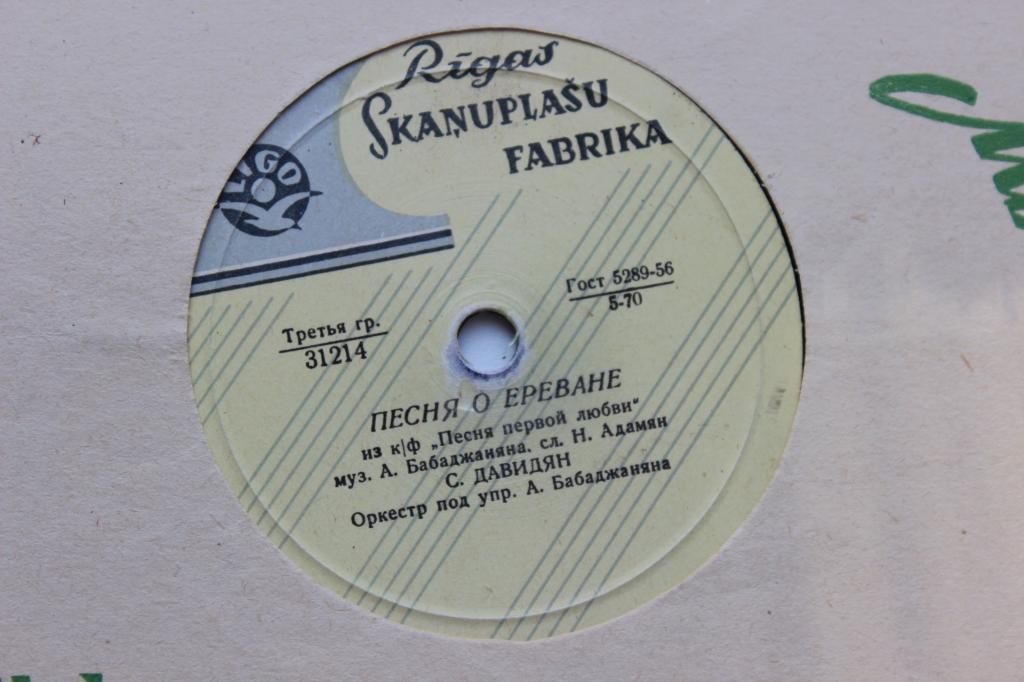 Rīgas
SKAŅUPLAŠU
FABRIKA
LĪGO
Гост 5289-56
5-70
Третья гр.
31214
ПЕСНЯ О ЕРЕВАНЕ
из к|ф „Песня первой любви"
муз. А. Бабаджаняна. сл. Н. Адамян
С. ДАВИДЯН
Оркестр под упр. А. Бабаджаняна